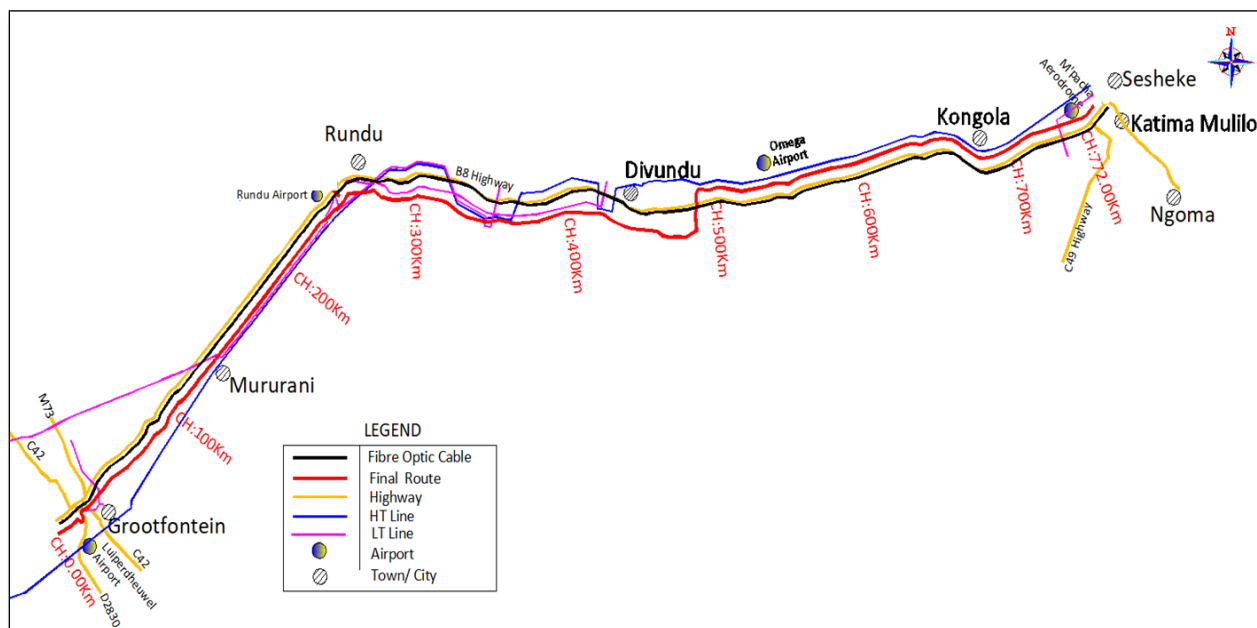 N
Sesheke
M'pacha
Aerodrome
Katima Mulilo
Kongola
Omega
Airport
Rundu
Divundu
B8 Highway
Rundu Airport
CH:772.00Km
Ngoma
CH:700Km
C49 Highway
CH:600Km
CH:500Km
CH:400Km
CH:300Km
CH:200Km
Mururani
M73
C42
CH:100Km
Grootfontein
CH:0.00Km
Airport
Luiperdheuwel
C42
D2830
LEGEND
Fibre Optic Cable
Final Route
Highway
HT Line
LT Line
Airport
Town/ City